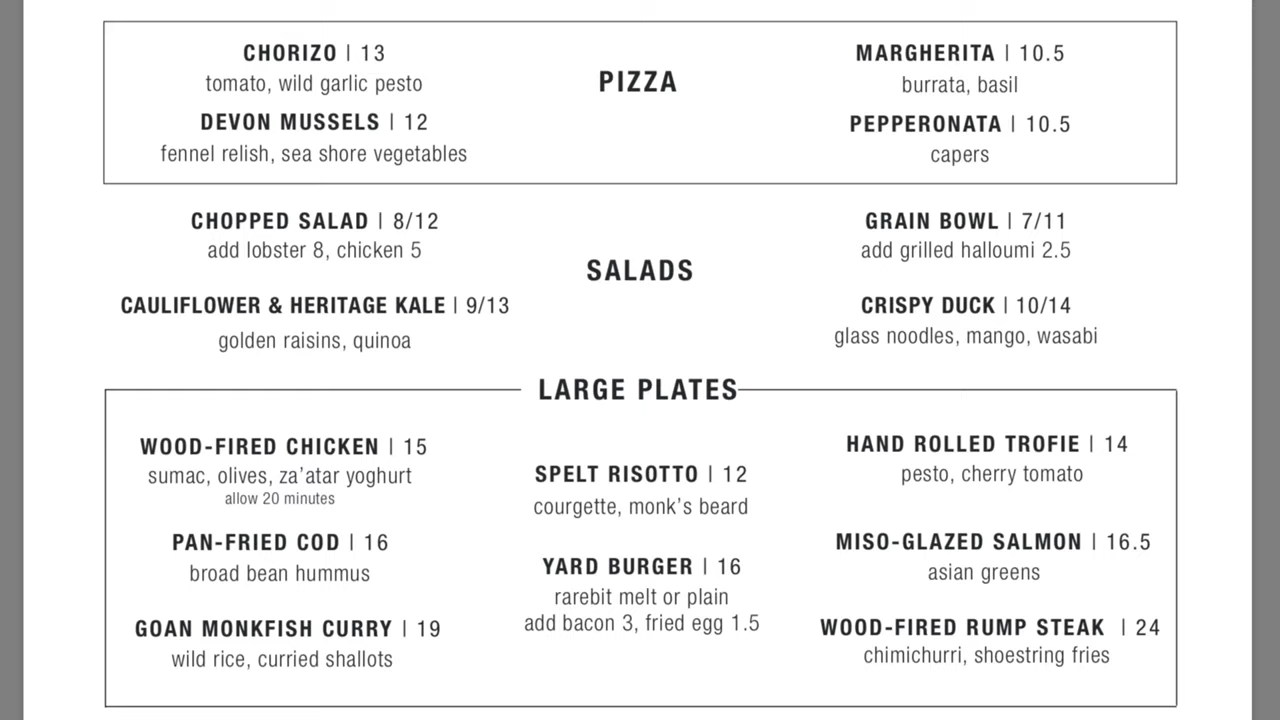 PIZZA
CHORIZO | 13
tomato, wild garlic pesto
DEVON MUSSELS | 12
fennel relish, sea shore vegetables
MARGHERITA | 10.5
burrata, basil
PEPPERONATA | 10.5
capers
SALADS
CHOPPED SALAD | 8/12
add lobster 8, chicken 5
CAULIFLOWER & HERITAGE KALE | 9/13
golden raisins, quinoa
GRAIN BOWL | 7/11
add grilled halloumi 2.5
CRISPY DUCK | 10/14
glass noodles, mango, wasabi
LARGE PLATES
WOOD-FIRED CHICKEN | 15
sumac, olives, za’atar yoghurt
allow 20 minutes
PAN-FRIED COD | 16
broad bean hummus
GOAN MONKFISH CURRY | 19
wild rice, curried shallots
SPELT RISOTTO | 12
courgette, monk’s beard
YARD BURGER | 16
rarebit melt or plain
add bacon 3, fried egg 1.5
HAND ROLLED TROFIE | 14
pesto, cherry tomato
MISO-GLAZED SALMON | 16.5
asian greens
WOOD-FIRED RUMP STEAK | 24
chimichurri, shoestring fries